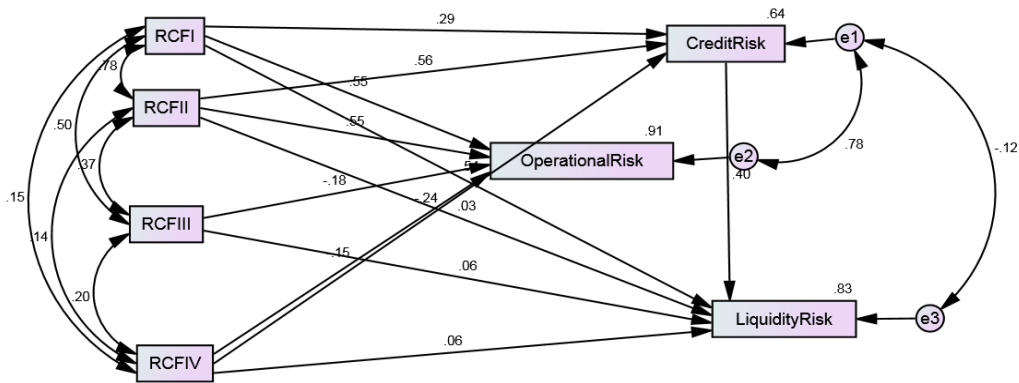 .64
.29
RCFI
CreditRisk
e1
.78
.56
.55
RCFII
.50
.55
.91
.37
OperationalRisk
e2
.78
-.12
.40
-.18
.15
-.24
.03
RCFIII
.14
.15
.06
.83
.20
LiquidityRisk
e3
.06
RCFIV